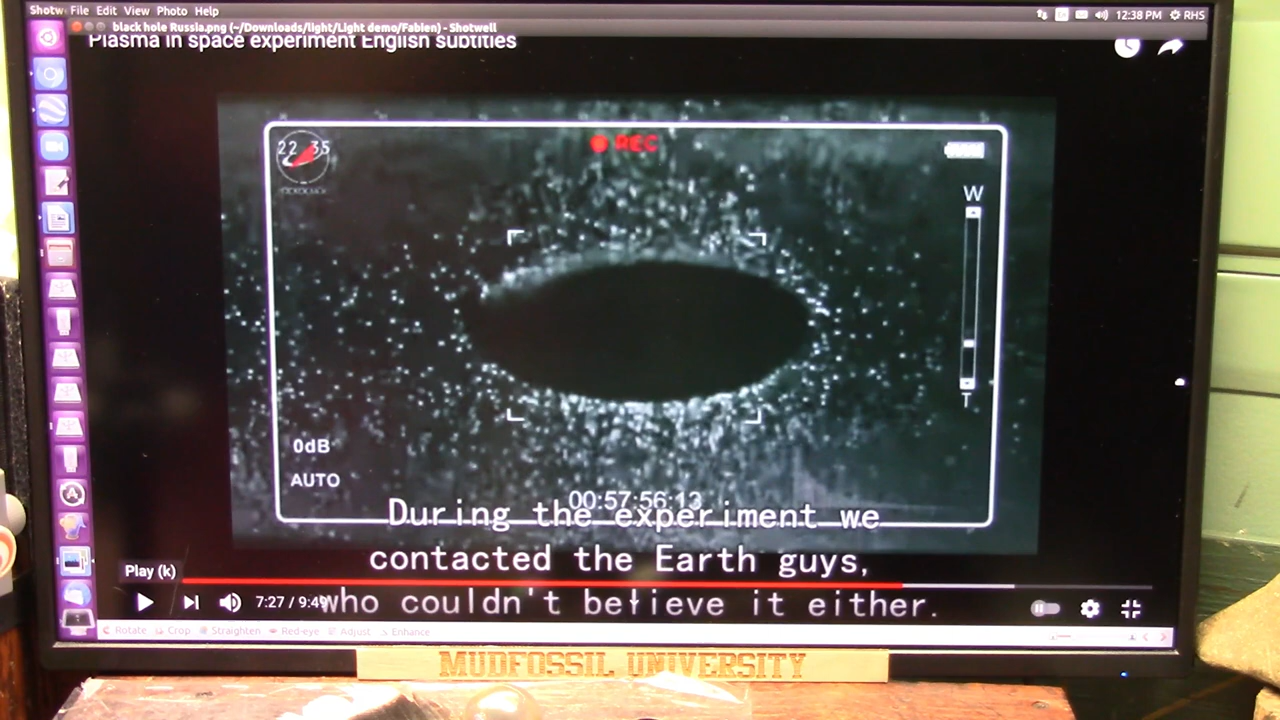 Shotw File Edit View Photo Help
12:38 PM RHS
black hole Russia.png (~/Downloads/light/Light demo/Fabien) - Shotwell
Plasma in space experiment English subtitles
22 35
REC
W
T
0dB
AUTO
00:57:56:13
During the experiment we
contacted the Earth guys,
who couldn't believe it either.
Play (k)
7:27 / 9:49
Rotate Crop Straighten Red-eye Adjust Enhance
MUDFOSSIL UNIVERSITY